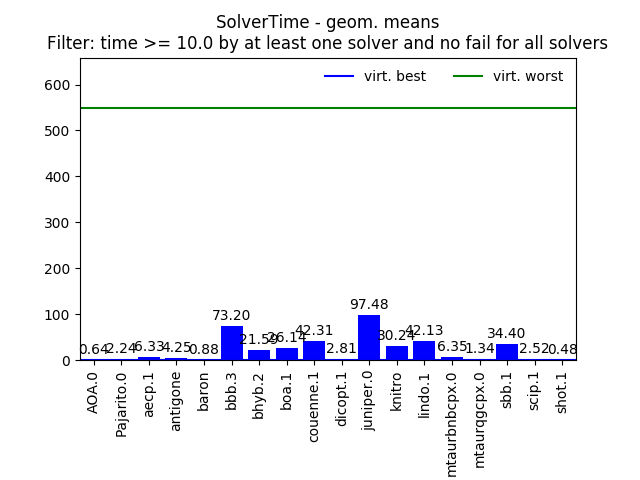 SolverTime - geom. means
Filter: time >= 10.0 by at least one solver and no fail for all solvers
virt. best
virt. worst
600
500
400
300
200
100
0
0.64
2.24
6.33
4.25
0.88
73.20
21.59
26.14
42.31
2.81
97.48
30.24
42.13
6.35
1.34
34.40
2.52
0.48
AOA.0
Pajarito.0
aecp.1
antigone
baron
bbb.3
bhyb.2
boa.1
couenne.1
dicopt.1
juniper.0
knitro
lindo.1
mtaurbnbcpx.0
mtaurqgcpx.0
sbb.1
scip.1
shot.1